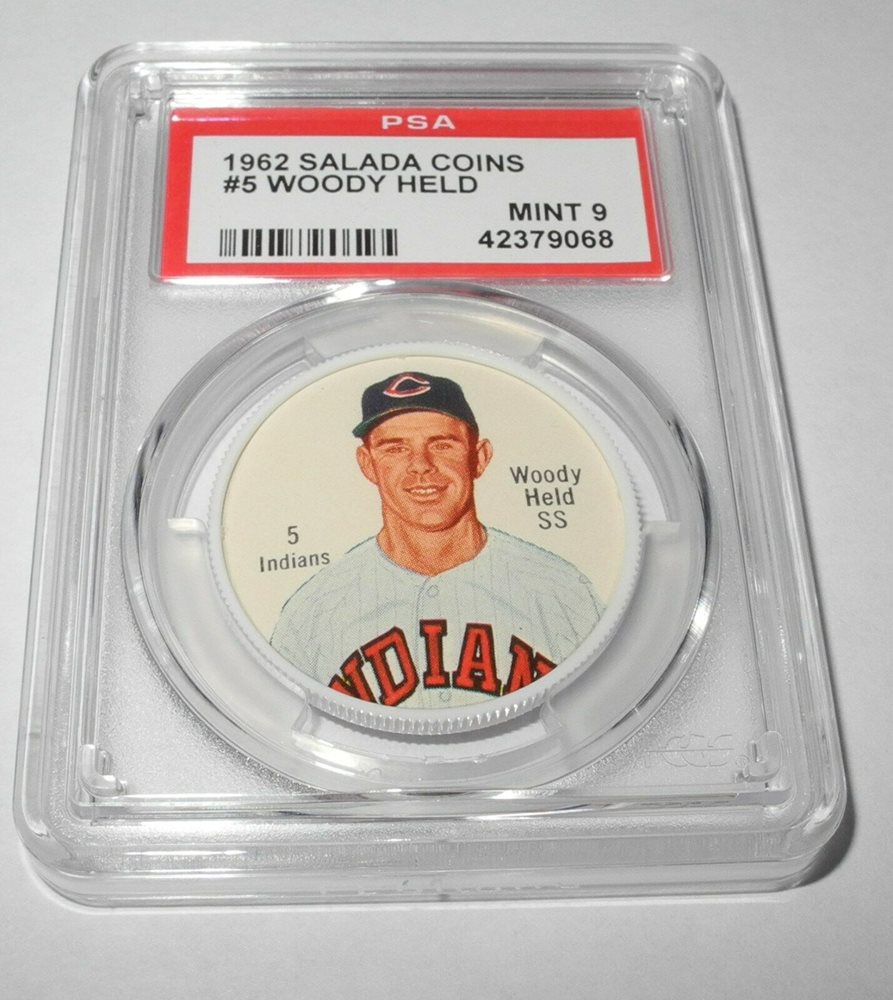 PSA
1962 SALADA COINS
#5 WOODY HELD
MINT 9
42379068
C
Woody
Held
SS
5
Indians
INDIAN